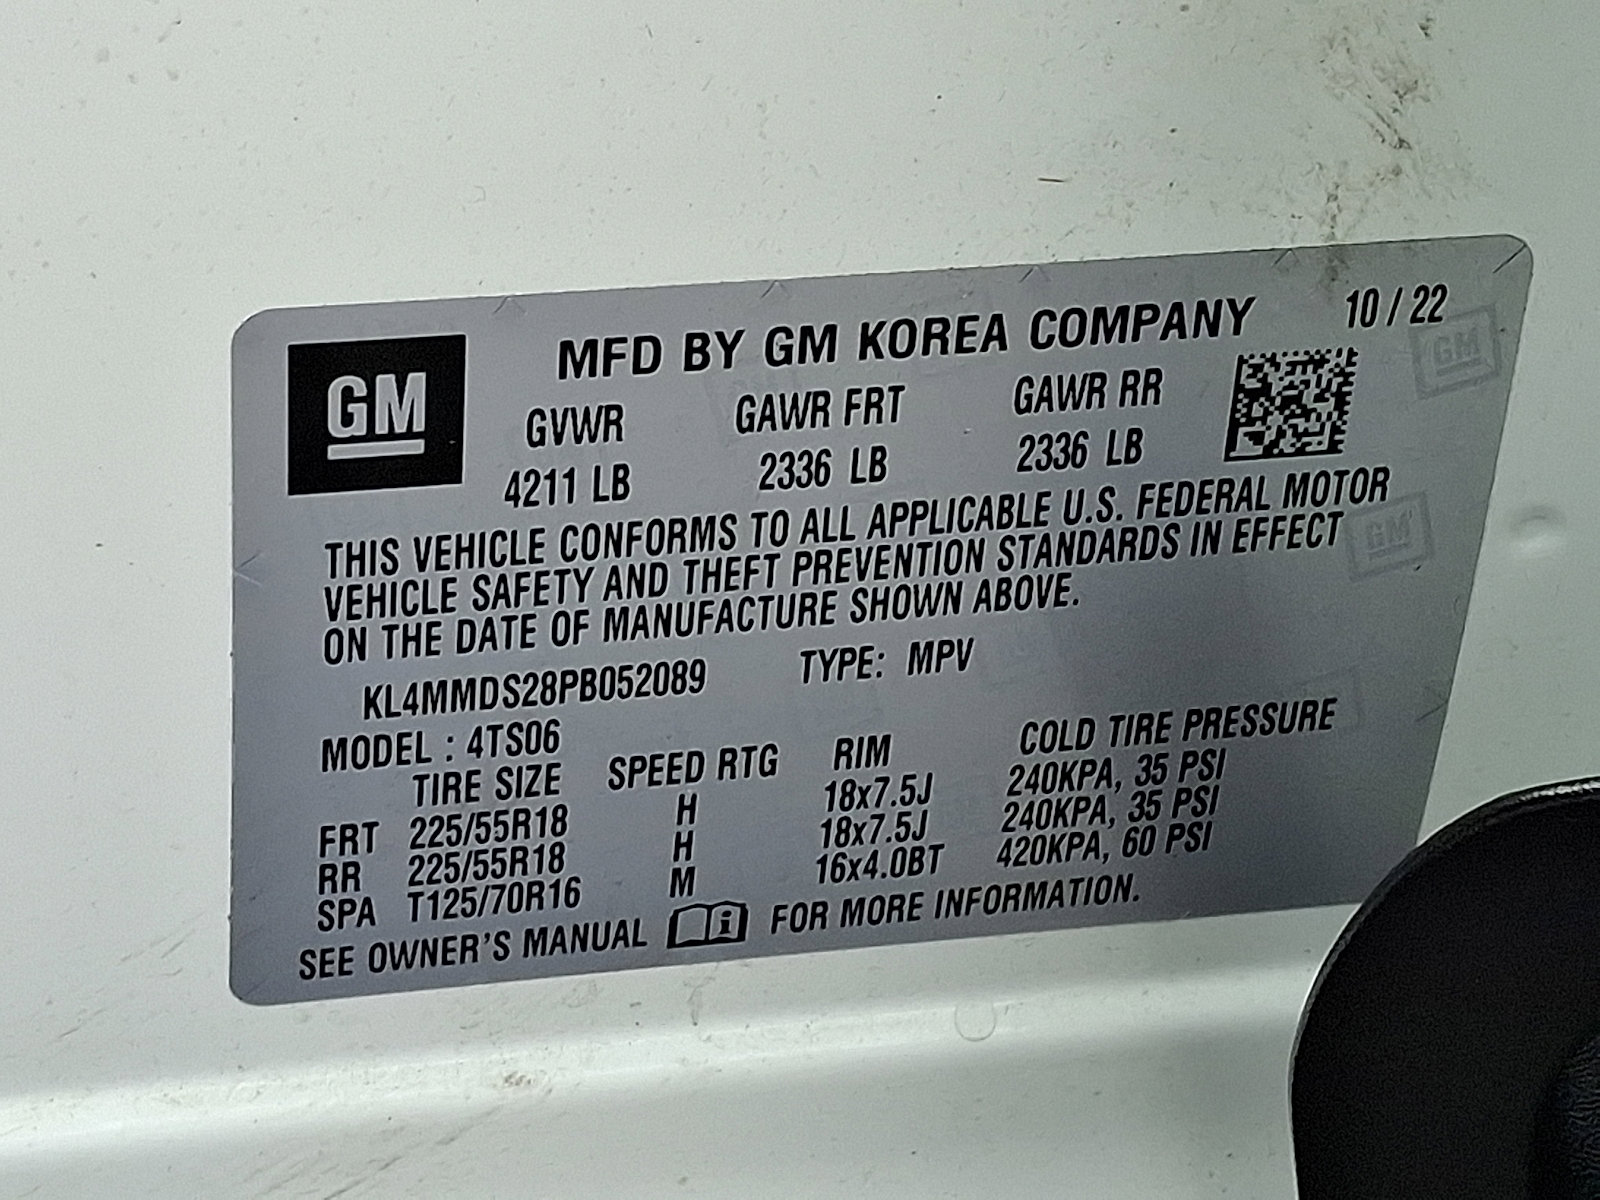 MFD BY GM KOREA COMPANY 10 / 22
GM
GVWR GAWR FRT GAWR RR
4211 LB 2336 LB 2336 LB
THIS VEHICLE CONFORMS TO ALL APPLICABLE U.S. FEDERAL MOTOR
VEHICLE SAFETY AND THEFT PREVENTION STANDARDS IN EFFECT
ON THE DATE OF MANUFACTURE SHOWN ABOVE.
KL4MMDS28PB052089 TYPE: MPV
MODEL : 4TS06
TIRE SIZE SPEED RTG RIM COLD TIRE PRESSURE
FRT 225/55R18 H 18x7.5J 240KPA, 35 PSI
RR 225/55R18 H 18x7.5J 240KPA, 35 PSI
SPA T125/70R16 M 16x4.0BT 420KPA, 60 PSI
SEE OWNER'S MANUAL i FOR MORE INFORMATION.
GM
GM